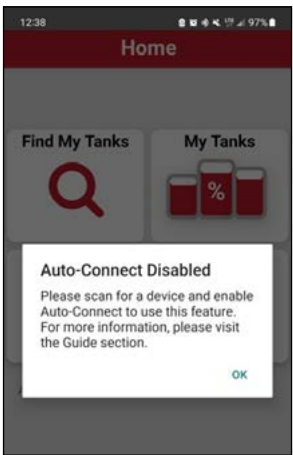 12:38
97%
Home
Find My Tanks
My Tanks
%
Auto-Connect Disabled
Please scan for a device and enable
Auto-Connect to use this feature.
For more information, please visit
the Guide section.
OK